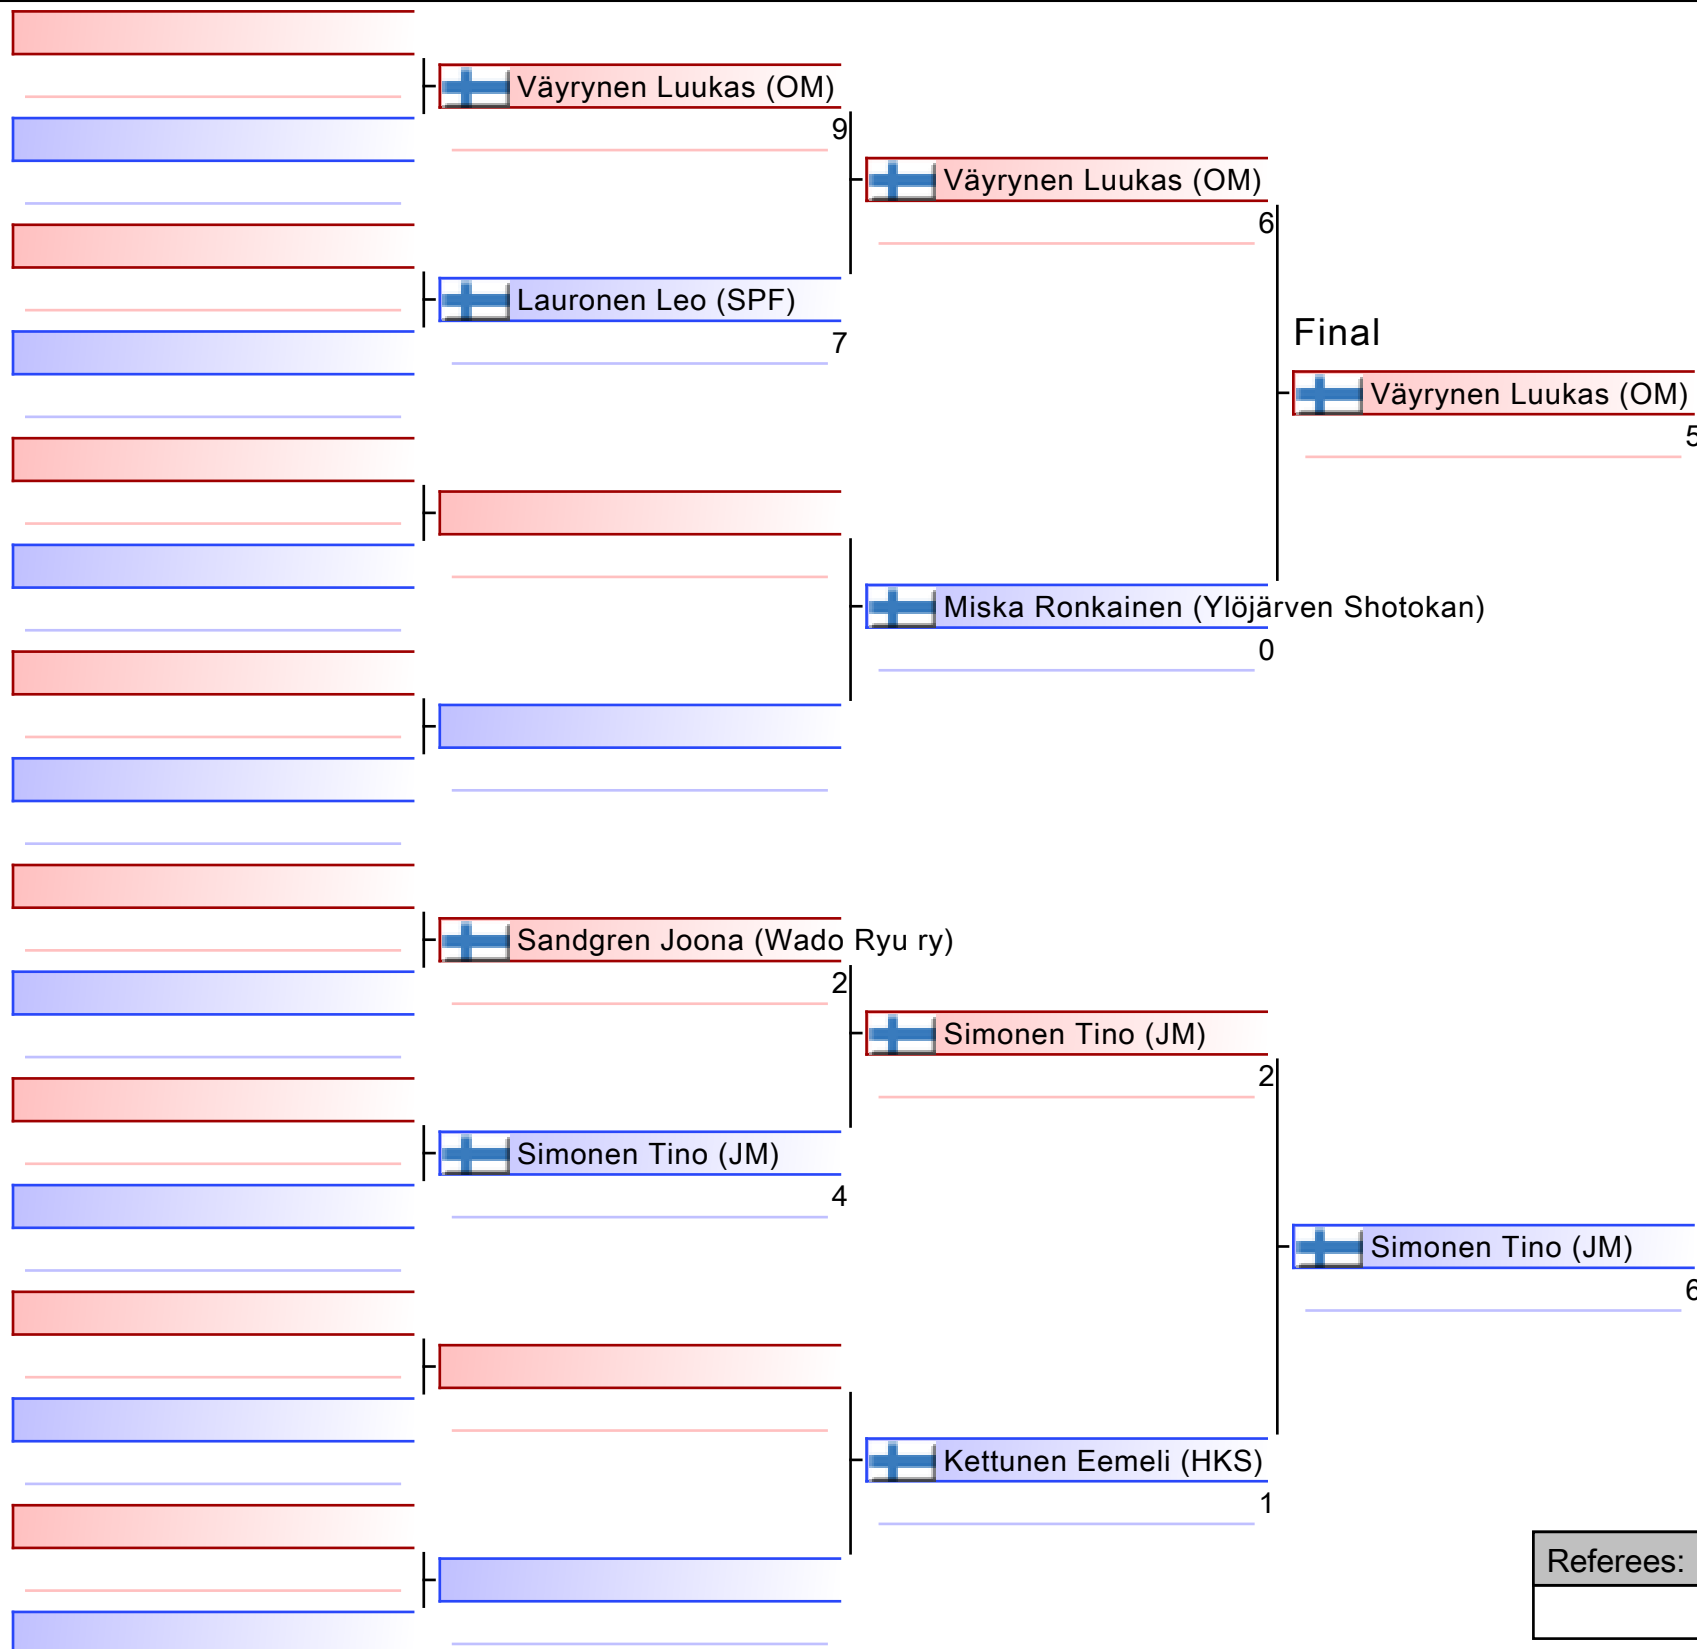 Väyrynen Luukas (OM)
9
Väyrynen Luukas (OM)
6
Lauronen Leo (SPF)
7
Final
Väyrynen Luukas (OM)
5
Miska Ronkainen (Ylöjärven Shotokan)
0
Sandgren Joona (Wado Ryu ry)
2
Simonen Tino (JM)
2
Simonen Tino (JM)
4
Simonen Tino (JM)
6
Kettunen Eemeli (HKS)
1
Referees: